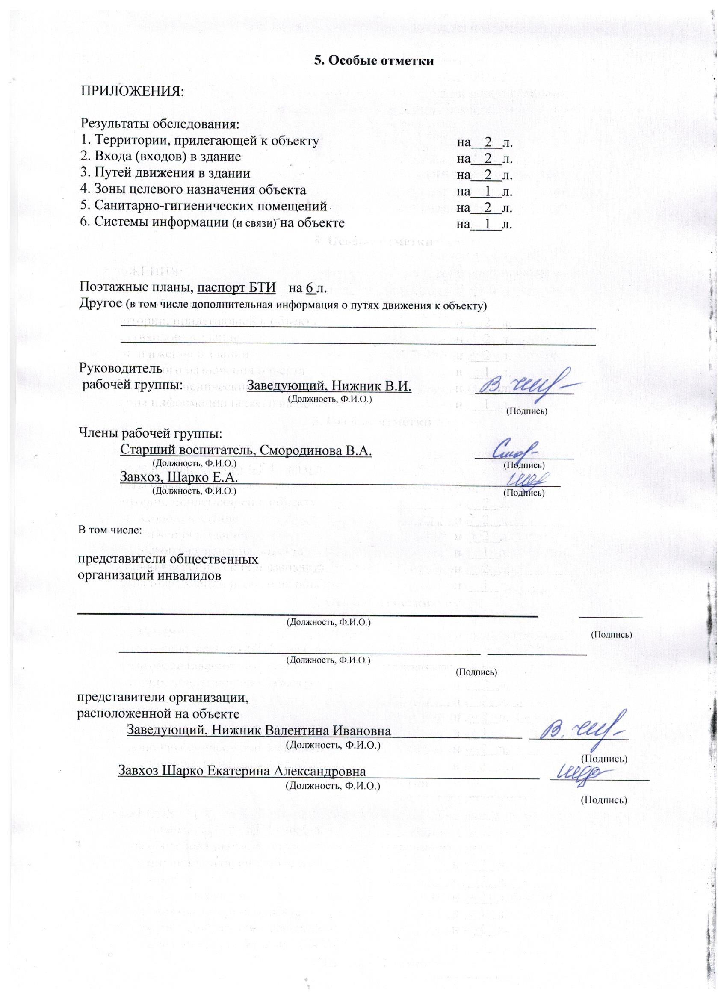 5. Особые отметки
ПРИЛОЖЕНИЯ:
Результаты обследования:
1. Территории, прилегающей к объекту на 2 л.
2. Входа (входов) в здание на 2 л.
3. Путей движения в здании на 2 л.
4. Зоны целевого назначения объекта на 1 л.
5. Санитарно-гигиенических помещений на 2 л.
6. Системы информации (и связи) на объекте на 1 л.
Поэтажные планы, паспорт БТИ на 6 л.
Другое (в том числе дополнительная информация о путях движения к объекту)
Руководитель
рабочей группы: Заведующий, Нижник В.И.
(Должность, Ф.И.О.)
(Подпись)
Члены рабочей группы:
Старший воспитатель, Смородинова В.А.
(Должность, Ф.И.О.) (Подпись)
Завхоз, Шарко Е.А.
(Должность, Ф.И.О.) (Подпись)
В том числе:
представители общественных
организаций инвалидов
(Должность, Ф.И.О.)
(Подпись)
(Должность, Ф.И.О.)
(Подпись)
представители организации,
расположенной на объекте
Заведующий, Нижник Валентина Ивановна
(Должность, Ф.И.О.)
(Подпись)
Завхоз Шарко Екатерина Александровна
(Должность, Ф.И.О.)
(Подпись)